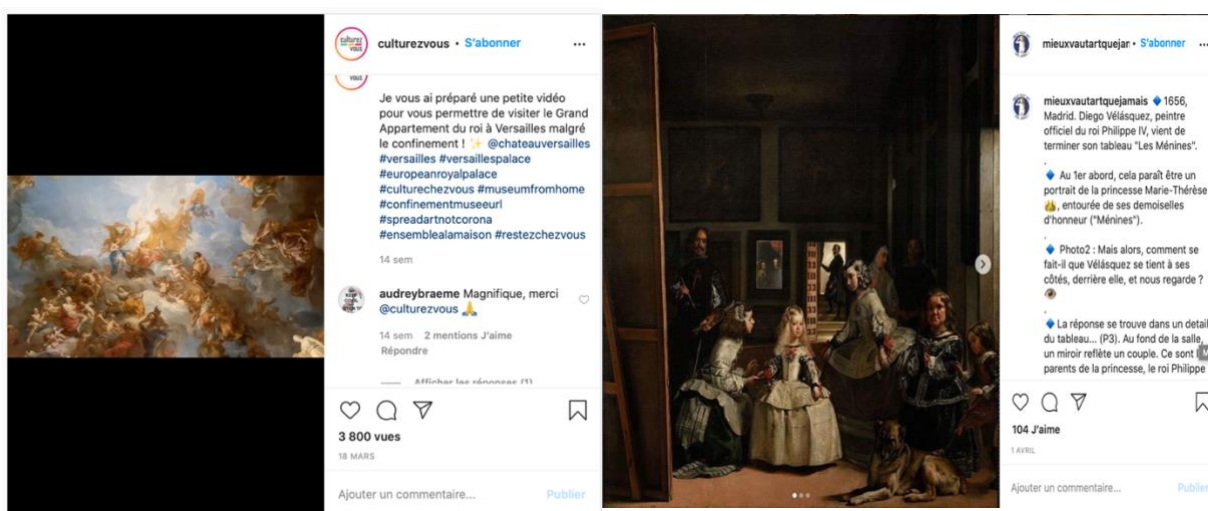 culturez
vous
culturezvous • S'abonner
vous
Je vous ai préparé une petite vidéo
pour vous permettre de visiter le Grand
Appartement du roi à Versailles malgré
le confinement ! ✨ @chateauversailles
#versailles #versaillespalace
#europeanroyalpalace
#culturechezvous #museumfromhome
#confinementmuseeurl
#spreadartnotcorona
#ensemblealamaison #restezchezvous
14 sem
audreybraeme Magnifique, merci
@culturezvous 🙏
14 sem 2 mentions J'aime
Répondre
Afficher les réponses (1)
3 800 vues
18 MARS
Ajouter un commentaire... Publier
mieuxvautartquejar • S'abonner
mieuxvautartquejamais 🔹 1656,
Madrid. Diego Vélásquez, peintre
officiel du roi Philippe IV, vient de
terminer son tableau "Les Ménines".
.
🔹 Au 1er abord, cela paraît être un
portrait de la princesse Marie-Thérèse
👑, entourée de ses demoiselles
d'honneur ("Ménines").
.
🔹 Photo2 : Mais alors, comment se
fait-il que Vélásquez se tient à ses
côtés, derrière elle, et nous regarde ?
👁
.
🔹 La réponse se trouve dans un detail
du tableau... (P3). Au fond de la salle,
un miroir reflète un couple. Ce sont
parents de la princesse, le roi Philippe
104 J'aime
1 AVRIL
Ajouter un commentaire... Publier